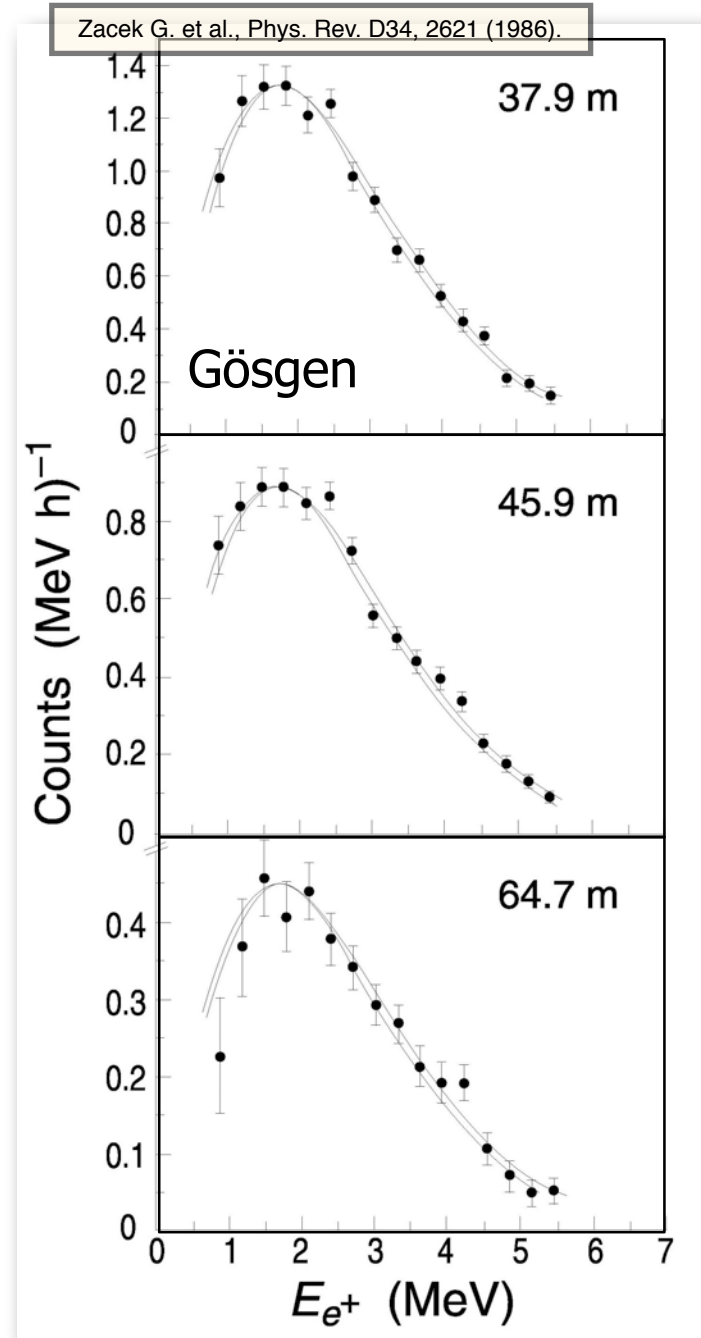 Zacek G. et al., Phys. Rev. D34, 2621 (1986).
1.4
37.9 m
1.2
1.0
0.8
0.6
0.4
Gösgen
0.2
0
45.9 m
0.8
0.6
0.4
0.2
0
64.7 m
0.4
0.3
0.2
0.1
0
Counts (MeV h)⁻¹
0 1 2 3 4 5 6 7
Eₑ+ (MeV)